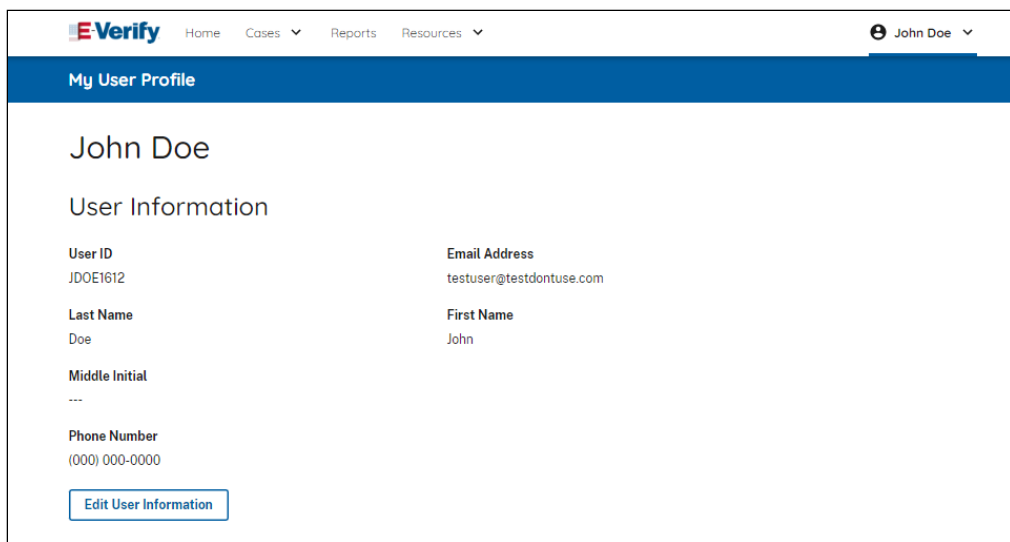 E-Verify Home Cases Reports Resources John Doe
My User Profile
John Doe
User Information
User ID Email Address
JDOE1612 testuser@testdontuse.com
Last Name First Name
Doe John
Middle Initial
---
Phone Number
(000) 000-0000
Edit User Information